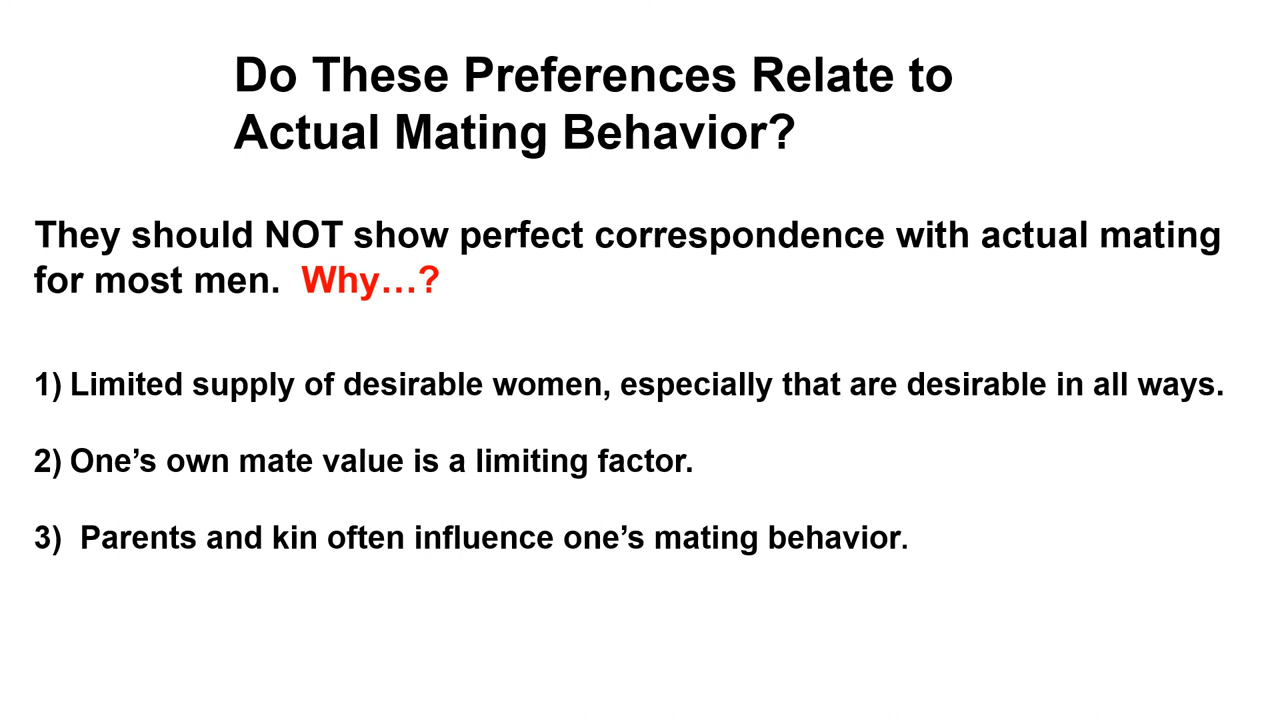 Do These Preferences Relate to
Actual Mating Behavior?
They should NOT show perfect correspondence with actual mating
for most men.  Why…?
1) Limited supply of desirable women, especially that are desirable in all ways.
2) One’s own mate value is a limiting factor.
3)  Parents and kin often influence one’s mating behavior.